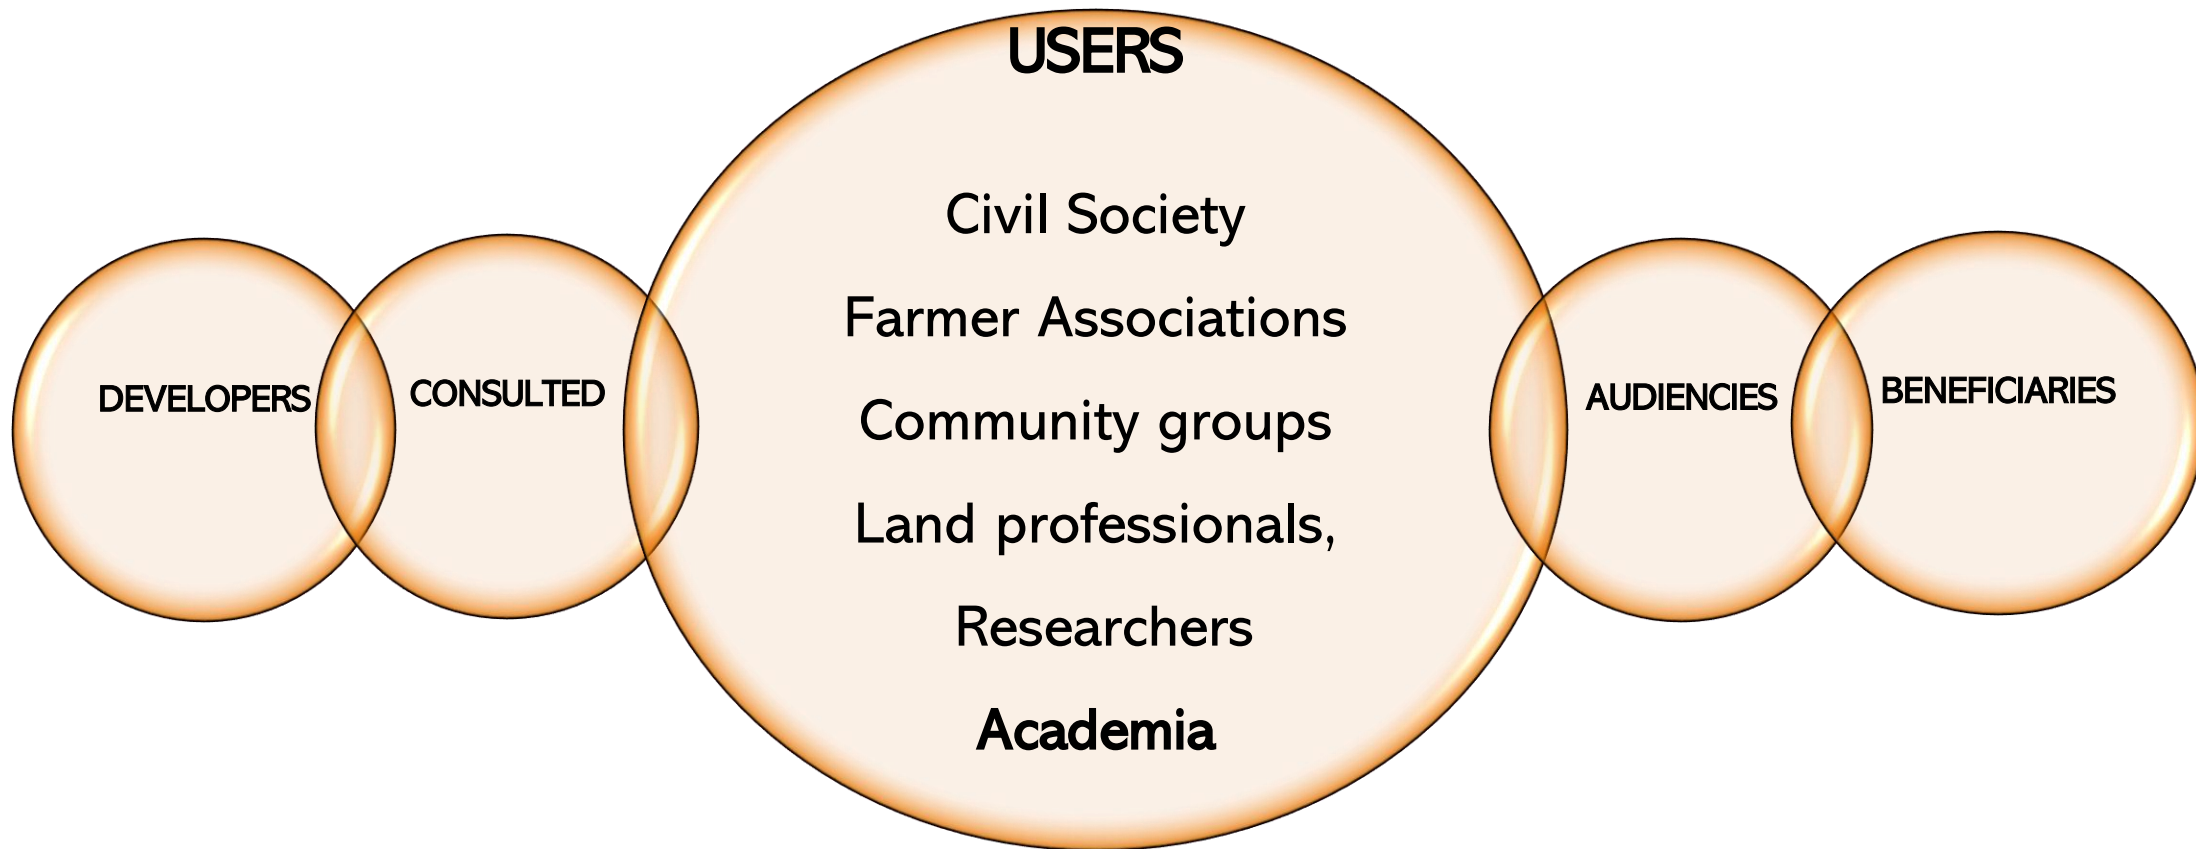 USERS
Civil Society
Farmer Associations
Community groups
Land professionals,
Researchers
Academia
DEVELOPERS
CONSULTED
AUDIENCIES
BENEFICIARIES